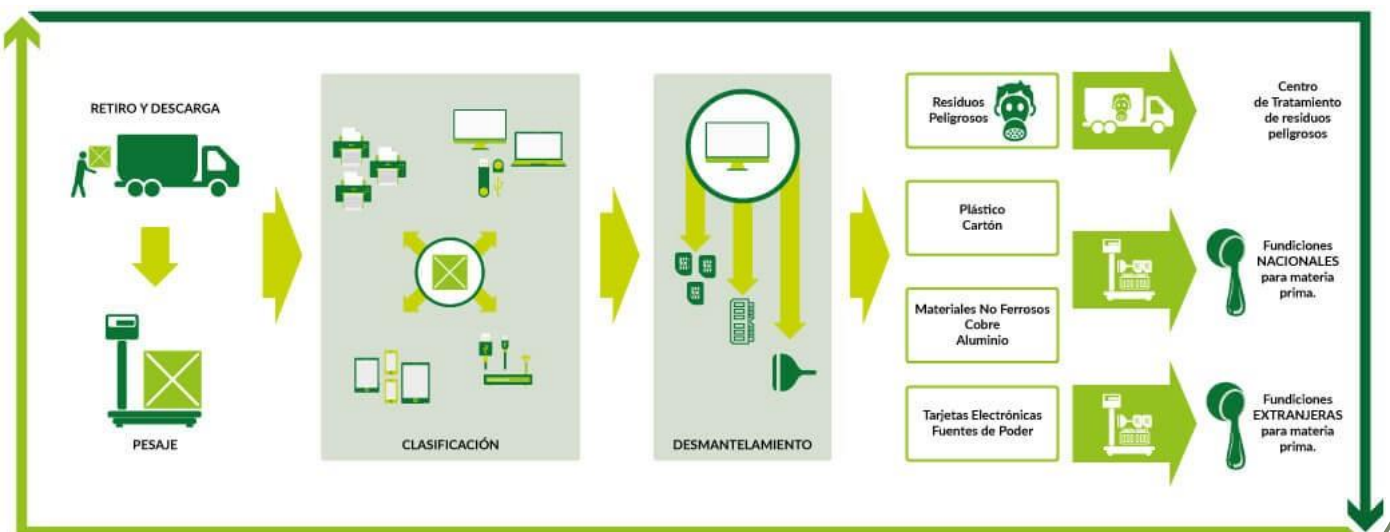 RETIRO Y DESCARGA
PESAJE
CLASIFICACIÓN
DESMANTELAMIENTO
Residuos
Peligrosos
Centro
de Tratamiento
de residuos
peligrosos
Plástico
Cartón
Materiales No Ferrosos
Cobre
Aluminio
Fundiciones
NACIONALES
para materia
prima.
Tarjetas Electrónicas
Fuentes de Poder
Fundiciones
EXTRANJERAS
para materia
prima.